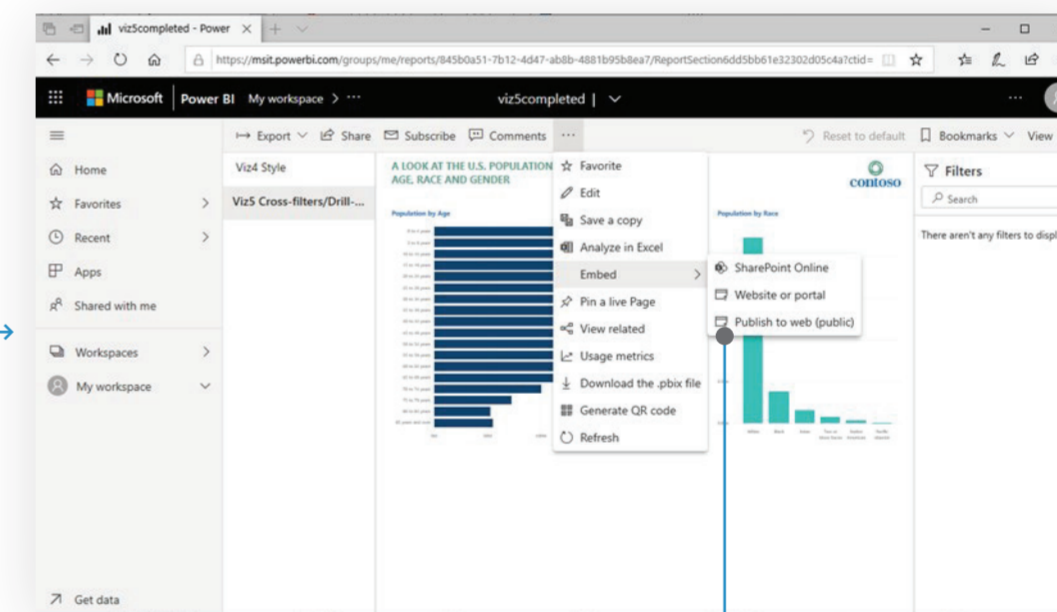 viz5completed - Power
https://msit.powerbi.com/groups/me/reports/845b0a51-7b12-4d47-ab8b-4881b95b8ea7/ReportSection6dd5bb61e32302d05c4a?ctid=
Microsoft Power BI My workspace > ··· viz5completed | ···
Export Share Subscribe Comments ··· Reset to default Bookmarks View
Home
Favorites
Recent
Apps
Shared with me
Workspaces
My workspace
Get data
Viz4 Style
Viz5 Cross-filters/Drill-...
A LOOK AT THE U.S. POPULATION
AGE, RACE AND GENDER
contoso
Population by Age
Population by Race
Favorite
Edit
Save a copy
Analyze in Excel
Embed >
Pin a live Page
View related
Usage metrics
Download the .pbix file
Generate QR code
Refresh
SharePoint Online
Website or portal
Publish to web (public)
Filters
Search
There aren't any filters to displ